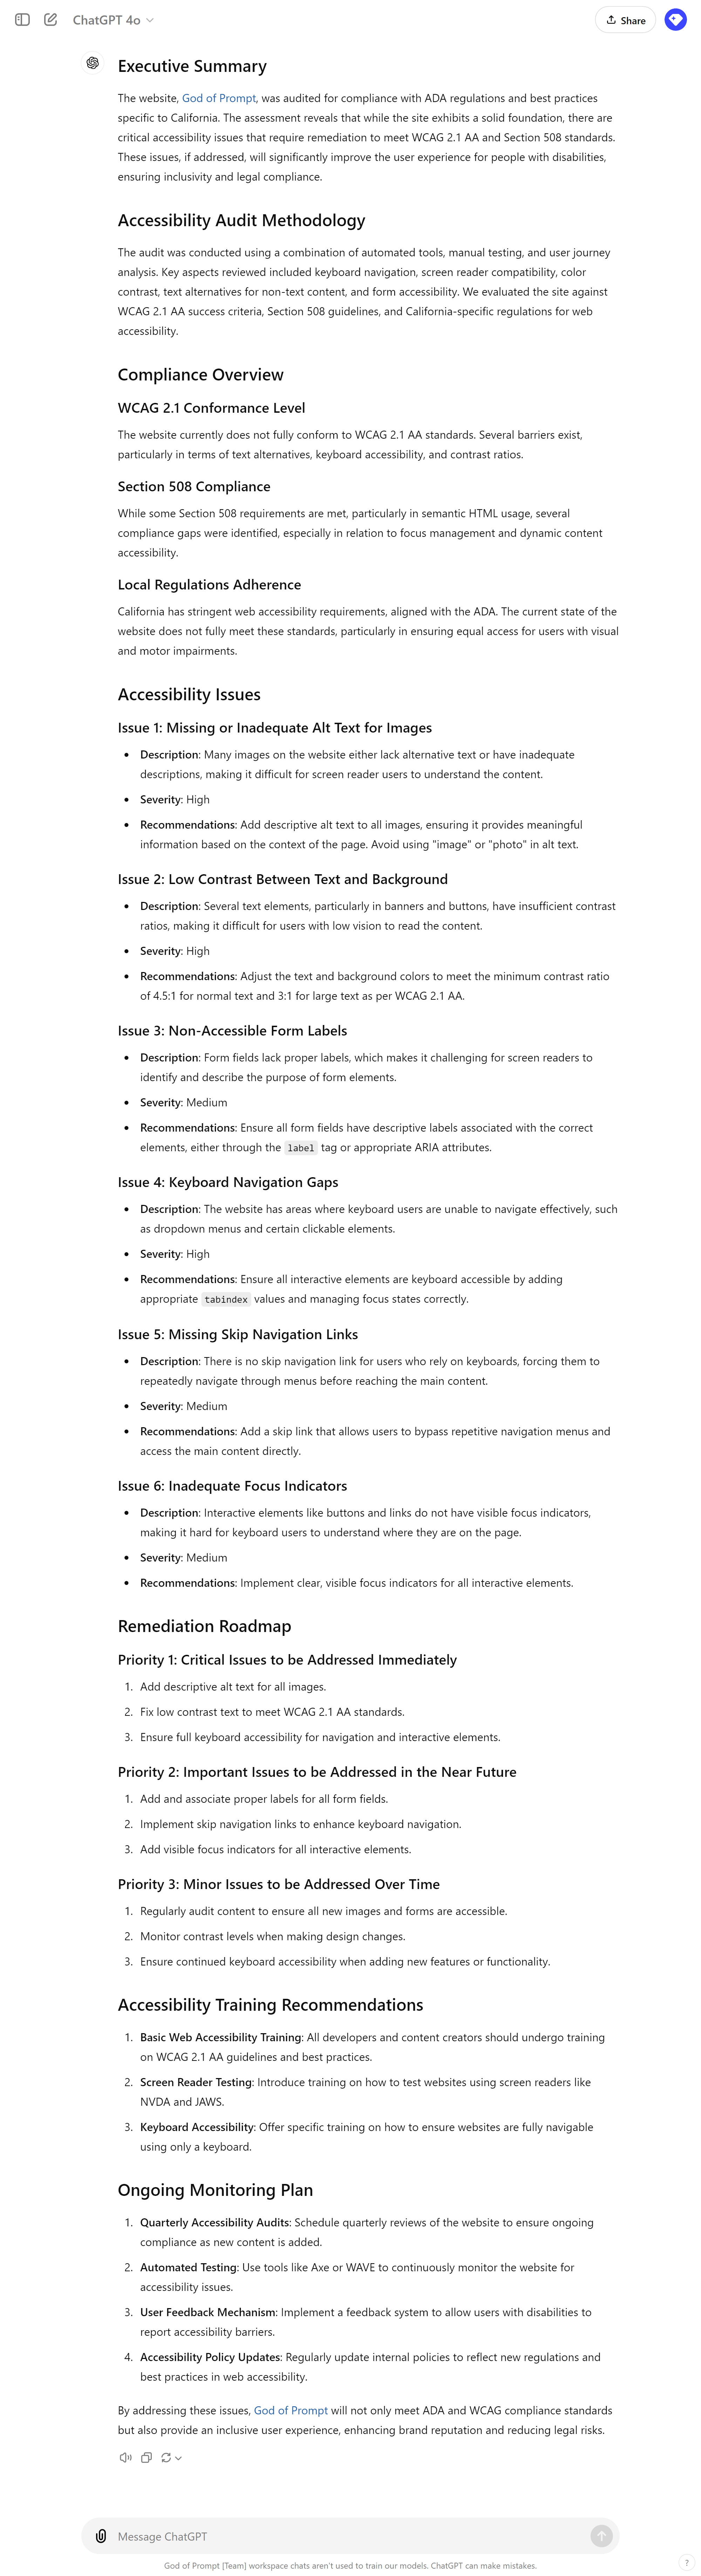 ChatGPT 4o
Share
Executive Summary
The website, God of Prompt, was audited for compliance with ADA regulations and best practices
specific to California. The assessment reveals that while the site exhibits a solid foundation, there are
critical accessibility issues that require remediation to meet WCAG 2.1 AA and Section 508 standards.
These issues, if addressed, will significantly improve the user experience for people with disabilities,
ensuring inclusivity and legal compliance.
Accessibility Audit Methodology
The audit was conducted using a combination of automated tools, manual testing, and user journey
analysis. Key aspects reviewed included keyboard navigation, screen reader compatibility, color
contrast, text alternatives for non-text content, and form accessibility. We evaluated the site against
WCAG 2.1 AA success criteria, Section 508 guidelines, and California-specific regulations for web
accessibility.
Compliance Overview
WCAG 2.1 Conformance Level
The website currently does not fully conform to WCAG 2.1 AA standards. Several barriers exist,
particularly in terms of text alternatives, keyboard accessibility, and contrast ratios.
Section 508 Compliance
While some Section 508 requirements are met, particularly in semantic HTML usage, several
compliance gaps were identified, especially in relation to focus management and dynamic content
accessibility.
Local Regulations Adherence
California has stringent web accessibility requirements, aligned with the ADA. The current state of the
website does not fully meet these standards, particularly in ensuring equal access for users with visual
and motor impairments.
Accessibility Issues
Issue 1: Missing or Inadequate Alt Text for Images
• Description: Many images on the website either lack alternative text or have inadequate
descriptions, making it difficult for screen reader users to understand the content.
• Severity: High
• Recommendations: Add descriptive alt text to all images, ensuring it provides meaningful
information based on the context of the page. Avoid using "image" or "photo" in alt text.
Issue 2: Low Contrast Between Text and Background
• Description: Several text elements, particularly in banners and buttons, have insufficient contrast
ratios, making it difficult for users with low vision to read the content.
• Severity: High
• Recommendations: Adjust the text and background colors to meet the minimum contrast ratio
of 4.5:1 for normal text and 3:1 for large text as per WCAG 2.1 AA.
Issue 3: Non-Accessible Form Labels
• Description: Form fields lack proper labels, which makes it challenging for screen readers to
identify and describe the purpose of form elements.
• Severity: Medium
• Recommendations: Ensure all form fields have descriptive labels associated with the correct
elements, either through the label tag or appropriate ARIA attributes.
Issue 4: Keyboard Navigation Gaps
• Description: The website has areas where keyboard users are unable to navigate effectively, such
as dropdown menus and certain clickable elements.
• Severity: High
• Recommendations: Ensure all interactive elements are keyboard accessible by adding
appropriate tabindex values and managing focus states correctly.
Issue 5: Missing Skip Navigation Links
• Description: There is no skip navigation link for users who rely on keyboards, forcing them to
repeatedly navigate through menus before reaching the main content.
• Severity: Medium
• Recommendations: Add a skip link that allows users to bypass repetitive navigation menus and
access the main content directly.
Issue 6: Inadequate Focus Indicators
• Description: Interactive elements like buttons and links do not have visible focus indicators,
making it hard for keyboard users to understand where they are on the page.
• Severity: Medium
• Recommendations: Implement clear, visible focus indicators for all interactive elements.
Remediation Roadmap
Priority 1: Critical Issues to be Addressed Immediately
1. Add descriptive alt text for all images.
2. Fix low contrast text to meet WCAG 2.1 AA standards.
3. Ensure full keyboard accessibility for navigation and interactive elements.
Priority 2: Important Issues to be Addressed in the Near Future
1. Add and associate proper labels for all form fields.
2. Implement skip navigation links to enhance keyboard navigation.
3. Add visible focus indicators for all interactive elements.
Priority 3: Minor Issues to be Addressed Over Time
1. Regularly audit content to ensure all new images and forms are accessible.
2. Monitor contrast levels when making design changes.
3. Ensure continued keyboard accessibility when adding new features or functionality.
Accessibility Training Recommendations
1. Basic Web Accessibility Training: All developers and content creators should undergo training
on WCAG 2.1 AA guidelines and best practices.
2. Screen Reader Testing: Introduce training on how to test websites using screen readers like
NVDA and JAWS.
3. Keyboard Accessibility: Offer specific training on how to ensure websites are fully navigable
using only a keyboard.
Ongoing Monitoring Plan
1. Quarterly Accessibility Audits: Schedule quarterly reviews of the website to ensure ongoing
compliance as new content is added.
2. Automated Testing: Use tools like Axe or WAVE to continuously monitor the website for
accessibility issues.
3. User Feedback Mechanism: Implement a feedback system to allow users with disabilities to
report accessibility barriers.
4. Accessibility Policy Updates: Regularly update internal policies to reflect new regulations and
best practices in web accessibility.
By addressing these issues, God of Prompt will not only meet ADA and WCAG compliance standards
but also provide an inclusive user experience, enhancing brand reputation and reducing legal risks.
Message ChatGPT
God of Prompt [Team] workspace chats aren't used to train our models. ChatGPT can make mistakes.
?